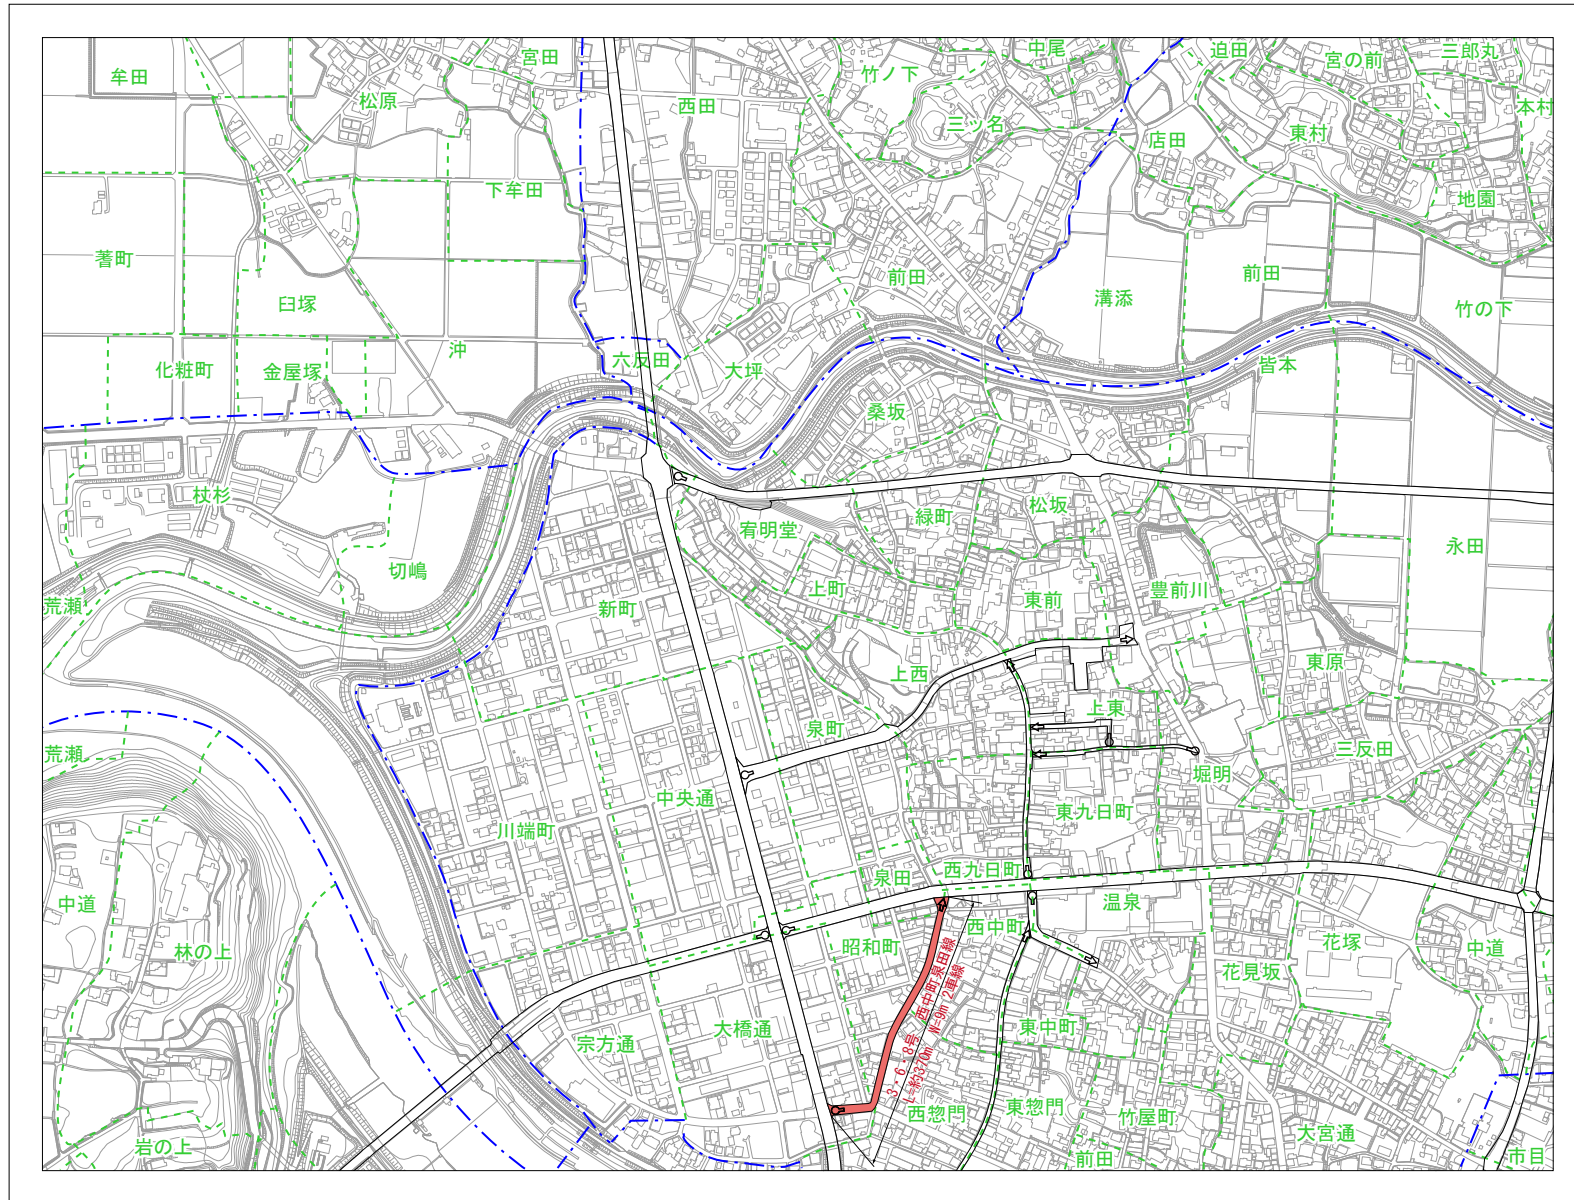 牟田
松原
宮田
西田
竹ノ下
中尾
迫田
宮の前
三郎丸
本村
三ッ名
店田
東村
下牟田
地園
蓍町
臼塚
前田
溝添
前田
竹の下
化粧町
金屋塚
沖
六反田
大坪
皆本
桑坂
杖杉
宥明堂
緑町
松坂
永田
切嶋
荒瀬
新町
上町
東前
豊前川
上西
東原
上東
荒瀬
泉町
三反田
中央通
堀明
川端町
東九日町
泉田
西九日町
中道
温泉
林の上
昭和町
西中町
花塚
中道
花見坂
宗方通
大橋通
東中町
3・6・8号 西中町泉田線
L=約370m W=9m 2車線
西惣門
東惣門
竹屋町
大宮通
岩の上
前田
市目